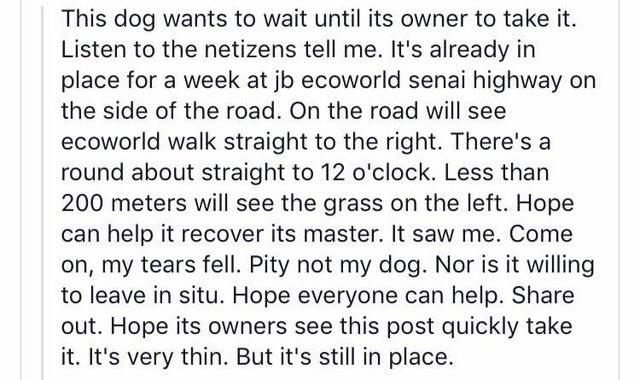 This dog wants to wait until its owner to take it.
Listen to the netizens tell me. It's already in
place for a week at jb ecoworld senai highway on
the side of the road. On the road will see
ecoworld walk straight to the right. There's a
round about straight to 12 o'clock. Less than
200 meters will see the grass on the left. Hope
can help it recover its master. It saw me. Come
on, my tears fell. Pity not my dog. Nor is it willing
to leave in situ. Hope everyone can help. Share
out. Hope its owners see this post quickly take
it. It's very thin. But it's still in place.